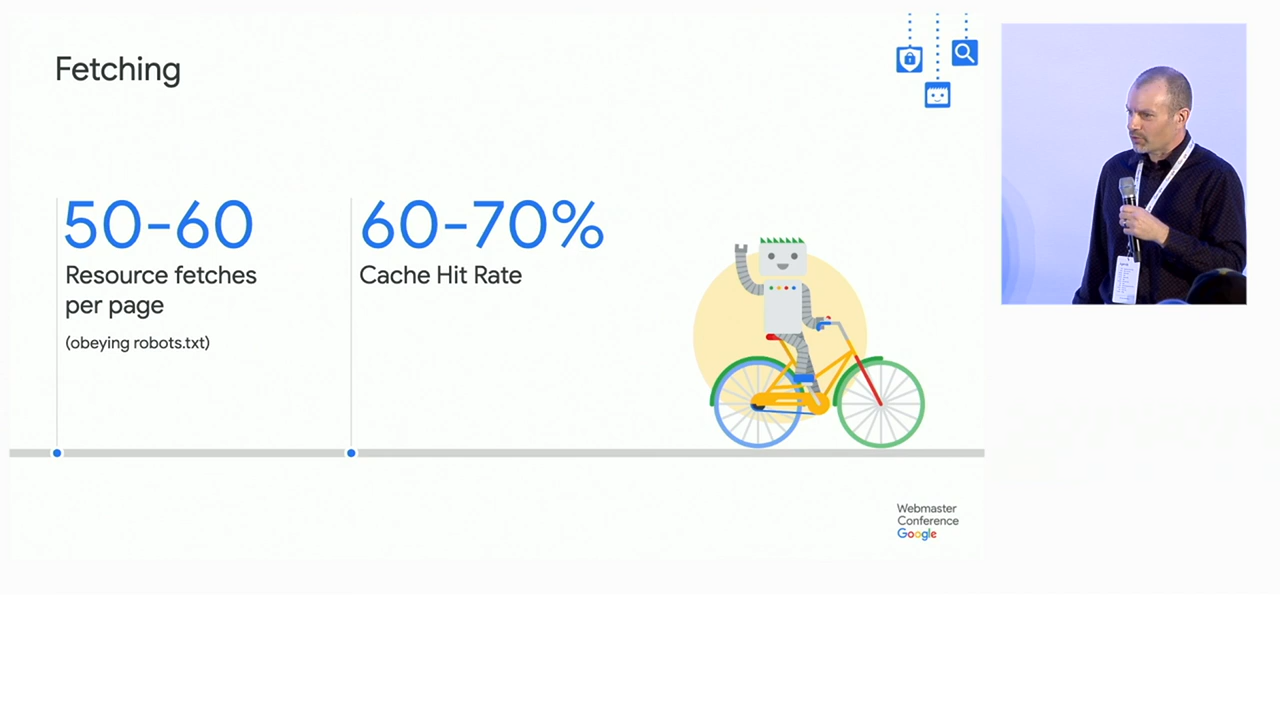 Fetching
50-60
Resource fetches
per page
(obeying robots.txt)
60-70%
Cache Hit Rate
Webmaster
Conference
Google